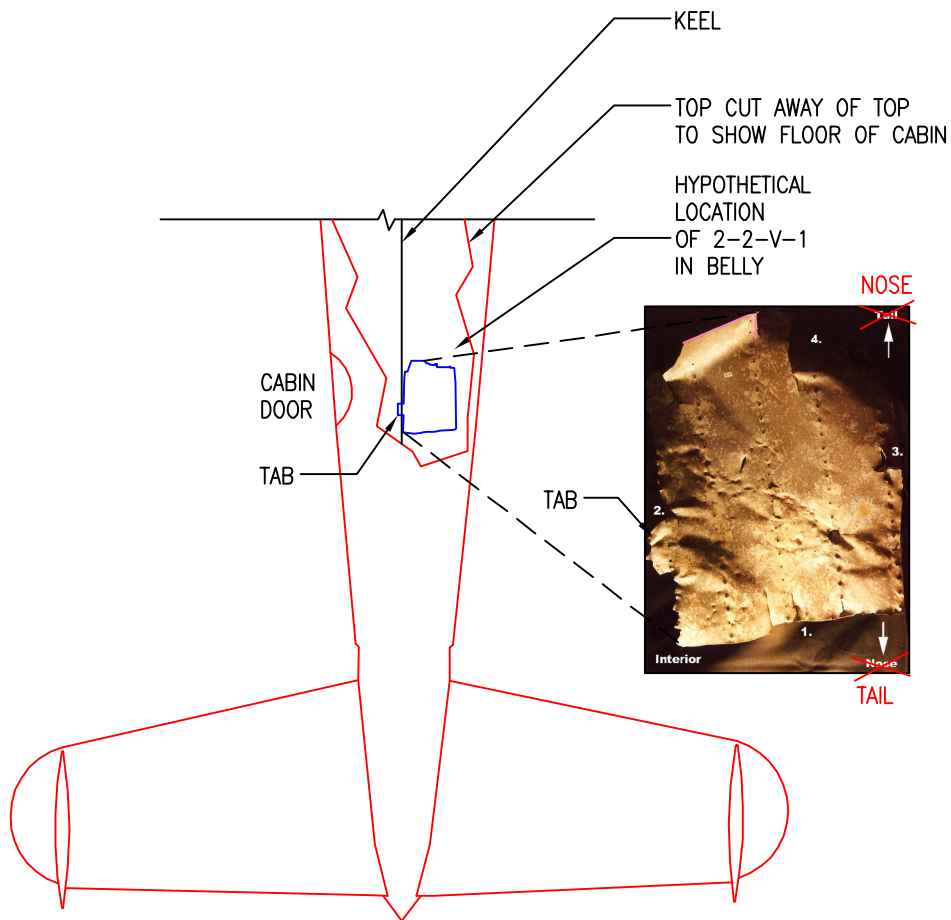 KEEL
TOP CUT AWAY OF TOP
TO SHOW FLOOR OF CABIN
HYPOTHETICAL
LOCATION
OF 2-2-V-1
IN BELLY
NOSE
Tail
4.
CABIN
DOOR
3.
TAB
TAB
2.
1.
Interior
Nose
TAIL